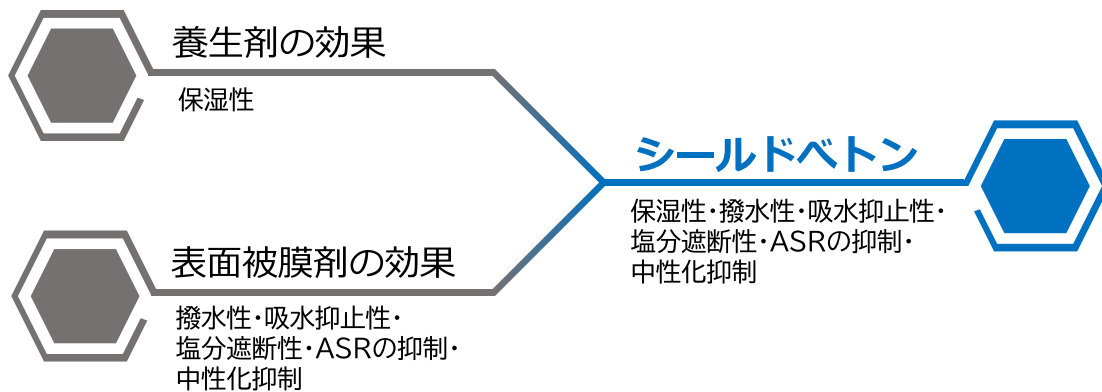 養生剤の効果
保湿性
シールドベトン
保湿性・撥水性・吸水抑止性・
塩分遮断性・ASRの抑制・
中性化抑制
表面被膜剤の効果
撥水性・吸水抑止性・
塩分遮断性・ASRの抑制・
中性化抑制